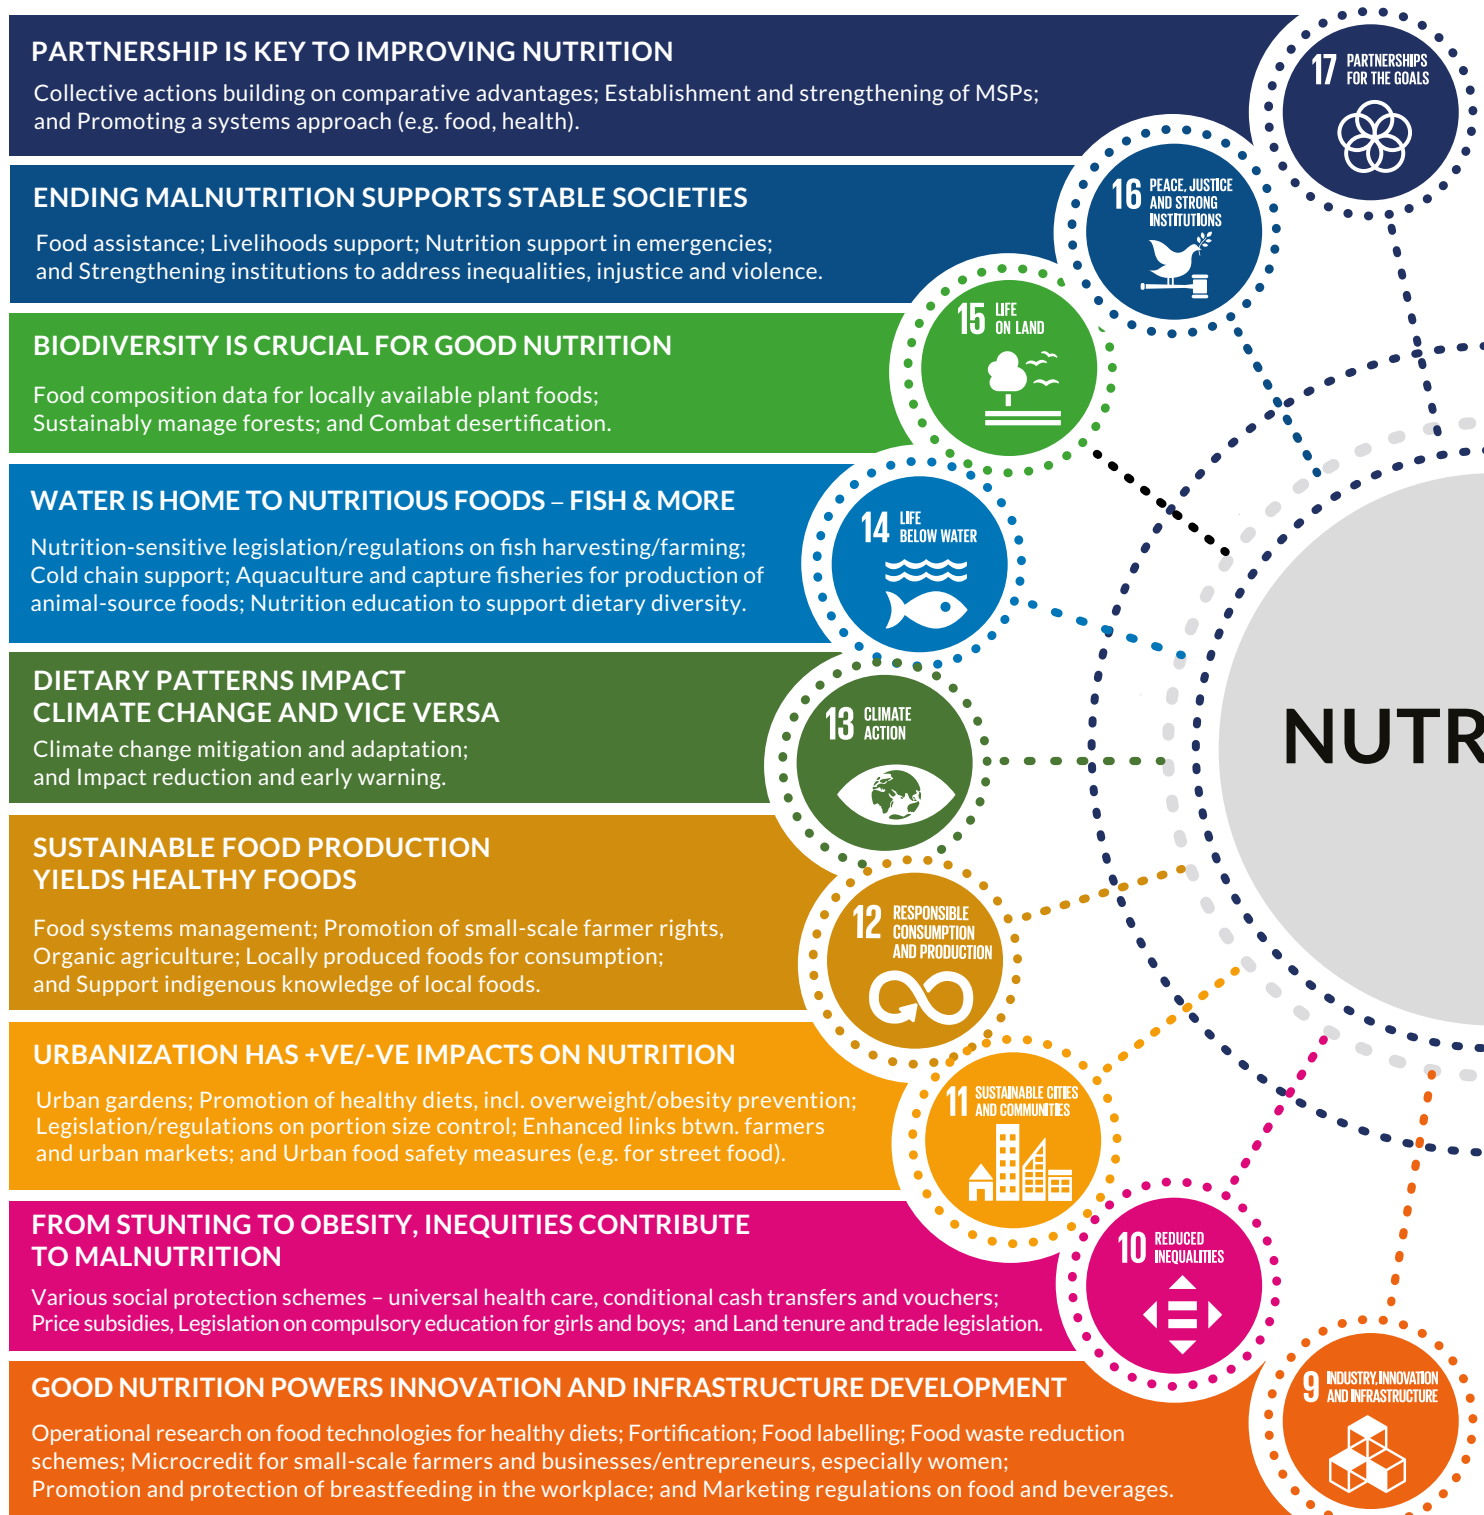 PARTNERSHIP IS KEY TO IMPROVING NUTRITION
Collective actions building on comparative advantages; Establishment and strengthening of MSPs;
and Promoting a systems approach (e.g. food, health).
17 PARTNERSHIPS
FOR THE GOALS
ENDING MALNUTRITION SUPPORTS STABLE SOCIETIES
Food assistance; Livelihoods support; Nutrition support in emergencies;
and Strengthening institutions to address inequalities, injustice and violence.
16 PEACE, JUSTICE
AND STRONG
INSTITUTIONS
BIODIVERSITY IS CRUCIAL FOR GOOD NUTRITION
Food composition data for locally available plant foods;
Sustainably manage forests; and Combat desertification.
15 LIFE
ON LAND
WATER IS HOME TO NUTRITIOUS FOODS – FISH & MORE
Nutrition-sensitive legislation/regulations on fish harvesting/farming;
Cold chain support; Aquaculture and capture fisheries for production of
animal-source foods; Nutrition education to support dietary diversity.
14 LIFE
BELOW WATER
DIETARY PATTERNS IMPACT
CLIMATE CHANGE AND VICE VERSA
Climate change mitigation and adaptation;
and Impact reduction and early warning.
13 CLIMATE
ACTION
NUTR
SUSTAINABLE FOOD PRODUCTION
YIELDS HEALTHY FOODS
Food systems management; Promotion of small-scale farmer rights,
Organic agriculture; Locally produced foods for consumption;
and Support indigenous knowledge of local foods.
12 RESPONSIBLE
CONSUMPTION
AND PRODUCTION
URBANIZATION HAS +VE/-VE IMPACTS ON NUTRITION
Urban gardens; Promotion of healthy diets, incl. overweight/obesity prevention;
Legislation/regulations on portion size control; Enhanced links btwn. farmers
and urban markets; and Urban food safety measures (e.g. for street food).
11 SUSTAINABLE CITIES
AND COMMUNITIES
FROM STUNTING TO OBESITY, INEQUITIES CONTRIBUTE
TO MALNUTRITION
Various social protection schemes – universal health care, conditional cash transfers and vouchers;
Price subsidies, Legislation on compulsory education for girls and boys; and Land tenure and trade legislation.
10 REDUCED
INEQUALITIES
GOOD NUTRITION POWERS INNOVATION AND INFRASTRUCTURE DEVELOPMENT
Operational research on food technologies for healthy diets; Fortification; Food labelling; Food waste reduction
schemes; Microcredit for small-scale farmers and businesses/entrepreneurs, especially women;
Promotion and protection of breastfeeding in the workplace; and Marketing regulations on food and beverages.
9 INDUSTRY, INNOVATION
AND INFRASTRUCTURE